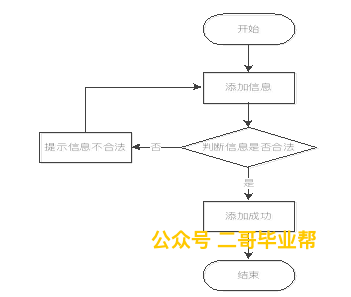 开始
添加信息
提示信息不合法
否
判断信息是否合法
是
添加成功
公众号 二哥毕业帮
结束